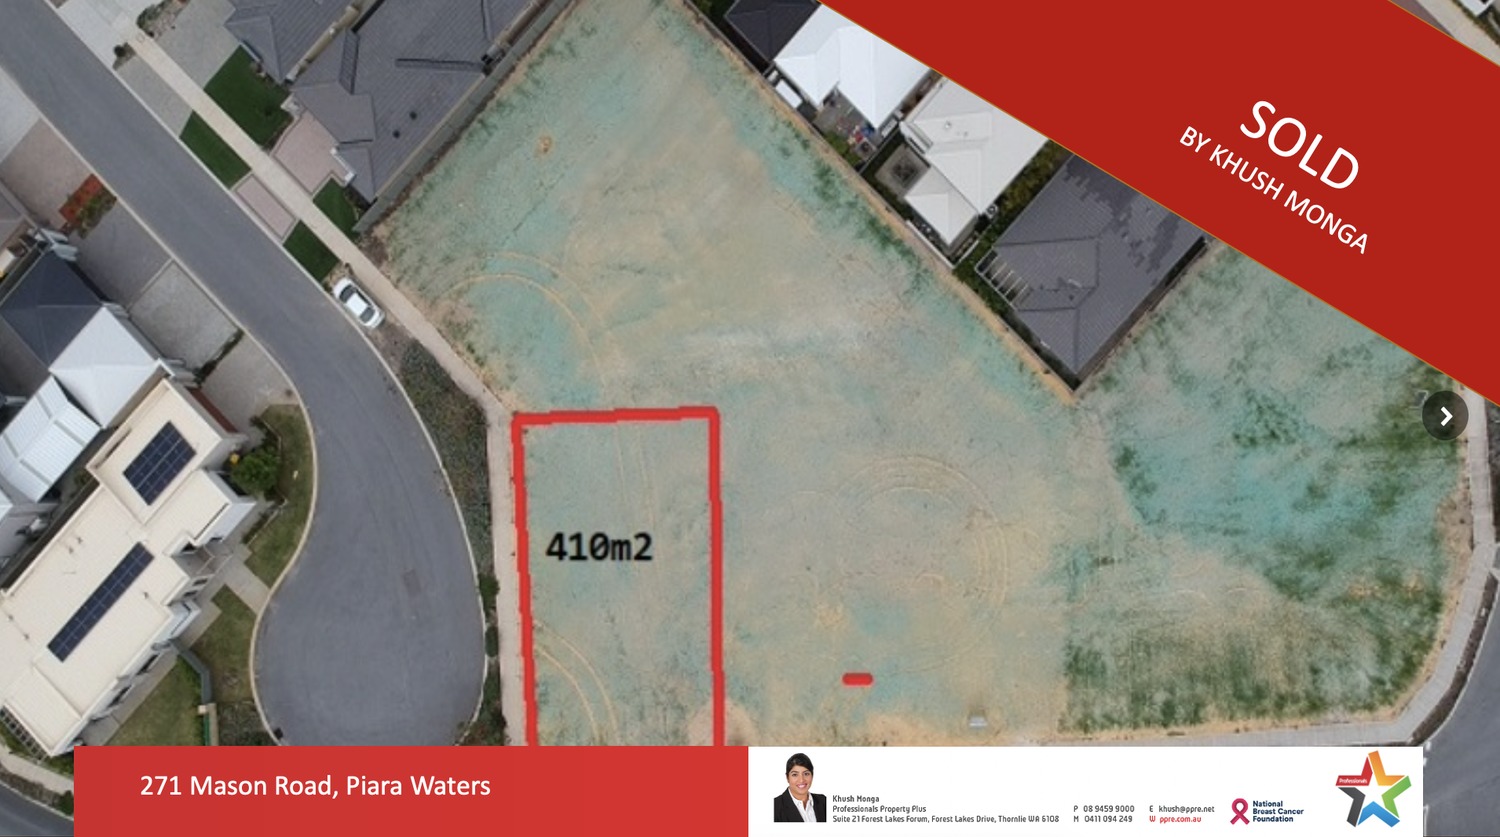 SOLD
BY KHUSH MONGA
410m2
271 Mason Road, Piara Waters
Khush Monga
Professionals Property Plus
Suite 21 Forest Lakes Forum, Forest Lakes Drive, Thornlie WA 6108
P 08 9459 9000
M 0411 094 249
E khush@ppre.net
W ppre.com.au
National
Breast Cancer
Foundation
Professionals